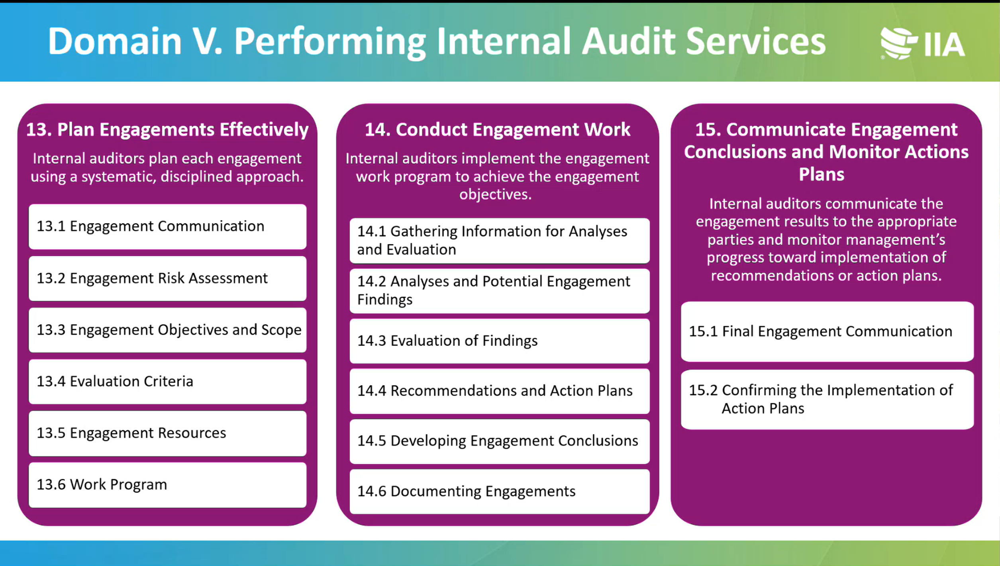 Domain V. Performing Internal Audit Services
IIA
13. Plan Engagements Effectively
Internal auditors plan each engagement
using a systematic, disciplined approach.
13.1 Engagement Communication
13.2 Engagement Risk Assessment
13.3 Engagement Objectives and Scope
13.4 Evaluation Criteria
13.5 Engagement Resources
13.6 Work Program
14. Conduct Engagement Work
Internal auditors implement the engagement
work program to achieve the engagement
objectives.
14.1 Gathering Information for Analyses
and Evaluation
14.2 Analyses and Potential Engagement
Findings
14.3 Evaluation of Findings
14.4 Recommendations and Action Plans
14.5 Developing Engagement Conclusions
14.6 Documenting Engagements
15. Communicate Engagement
Conclusions and Monitor Actions
Plans
Internal auditors communicate the
engagement results to the appropriate
parties and monitor management’s
progress toward implementation of
recommendations or action plans.
15.1 Final Engagement Communication
15.2 Confirming the Implementation of
Action Plans